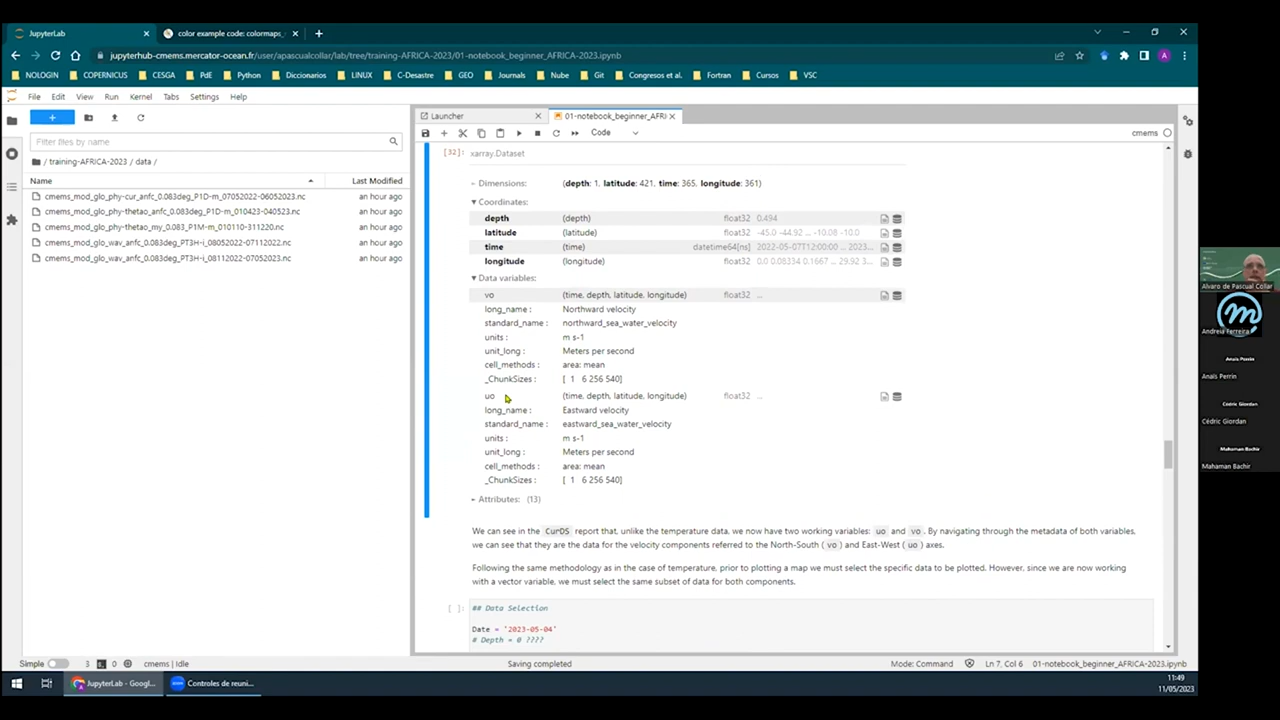 JupyterLab
color example code: colormaps_
jupyterhub-cmems.mercator-ocean.fr/user/apascualcollar/lab/tree/training-AFRICA-2023/01-notebook_beginner_AFRICA-2023.ipynb
NOLOGIN COPERNICUS CESGA PdE Python Diccionarios LINUX C-Desastre GEO Journals Nube Git Congresos et al. Fortran Cursos VSC
File Edit View Run Kernel Tabs Settings Help
Launcher 01-notebook_beginner_AFRI
Code cmems
Filter files by name
/ training-AFRICA-2023 / data /
Name Last Modified
cmems_mod_glo_phy-cur_anfc_0.083deg_P1D-m_07052022-06052023.nc an hour ago
cmems_mod_glo_phy-thetao_anfc_0.083deg_P1D-m_010423-040523.nc an hour ago
cmems_mod_glo_phy-thetao_my_0.083deg_P1M-m_010110-311220.nc an hour ago
cmems_mod_glo_wav_anfc_0.083deg_PT3H-i_08052022-07112022.nc an hour ago
cmems_mod_glo_wav_anfc_0.083deg_PT3H-i_08112022-07052023.nc an hour ago
[32]: xarray.Dataset
Dimensions: (depth: 1, latitude: 421, time: 365, longitude: 361)
Coordinates:
depth (depth) float32 0.494
latitude (latitude) float32 -45.0 -44.92 ... -10.08 -10.0
time (time) datetime64[ns] 2022-05-07T12:00:00 ... 2023...
longitude (longitude) float32 0.0 0.08334 0.1667 ... 29.92 3...
Data variables:
vo (time, depth, latitude, longitude) float32 ...
long_name : Northward velocity
standard_name : northward_sea_water_velocity
units : m s-1
unit_long : Meters per second
cell_methods : area: mean
_ChunkSizes : [ 1 6 256 540]
uo (time, depth, latitude, longitude) float32 ...
long_name : Eastward velocity
standard_name : eastward_sea_water_velocity
units : m s-1
unit_long : Meters per second
cell_methods : area: mean
_ChunkSizes : [ 1 6 256 540]
Attributes: (13)
We can see in the CurDS report that, unlike the temperature data, we now have two working variables: uo and vo. By navigating through the metadata of both variables,
we can see that they are the data for the velocity components referred to the North-South (vo) and East-West (uo) axes.
Following the same methodology as in the case of temperature, prior to plotting a map we must select the specific data to be plotted. However, since we are now working
with a vector variable, we must select the same subset of data for both components.
[ ]: ## Data Selection
Date = '2023-05-04'
# Depth = 0 ????
Simple 3 0 cmems | Idle Saving completed Mode: Command Ln 7, Col 6 01-notebook_beginner_AFRICA-2023.ipynb
JupyterLab - Googl... Controles de reuni...
11:49
11/05/2023
Alvaro de Pascual Collar
Andreia Ferreira
Anaïs Perrin
Anaïs Perrin
Cédric Giordan
Cédric Giordan
Mahaman Bachir
Mahaman Bachir